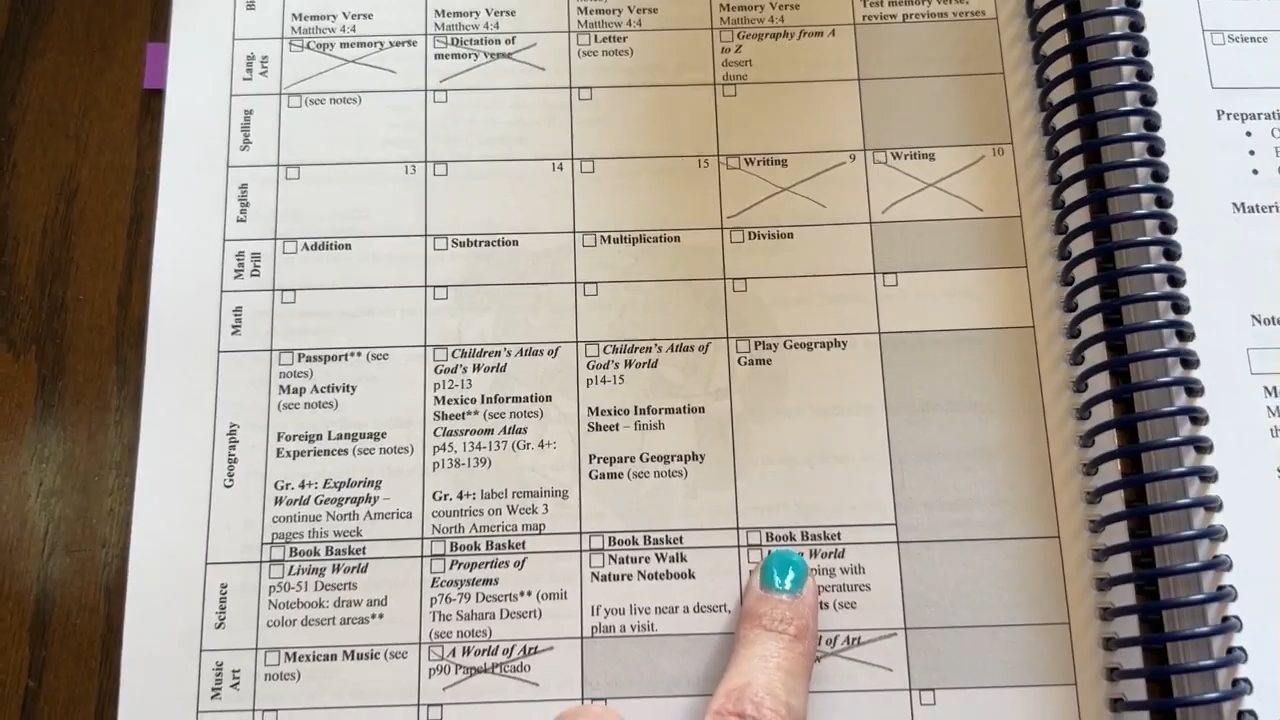 Bi
Memory Verse
Matthew 4:4
Memory Verse
Matthew 4:4
Memory Verse
Matthew 4:4
Memory Verse
Matthew 4:4
Test memory verse,
review previous verses
Lang.
Arts
Copy memory verse
Dictation of
memory verse
Letter
(see notes)
Geography from A
to Z
desert
dune
Spelling
(see notes)
English
13
14
15
Writing 9
Writing 10
Math
Drill
Addition
Subtraction
Multiplication
Division
Math
Geography
Passport** (see
notes)
Map Activity
(see notes)
Foreign Language
Experiences (see notes)
Gr. 4+: Exploring
World Geography –
continue North America
pages this week
Book Basket
Children's Atlas of
God's World
p12-13
Mexico Information
Sheet** (see notes)
Classroom Atlas
p45, 134-137 (Gr. 4+:
p138-139)
Gr. 4+: label remaining
countries on Week 3
North America map
Book Basket
Children's Atlas of
God's World
p14-15
Mexico Information
Sheet – finish
Prepare Geography
Game (see notes)
Book Basket
Play Geography
Game
Book Basket
Science
Living World
p50-51 Deserts
Notebook: draw and
color desert areas**
Properties of
Ecosystems
p76-79 Deserts** (omit
The Sahara Desert)
(see notes)
Nature Walk
Nature Notebook
If you live near a desert,
plan a visit.
World
with
(see
Music
Art
Mexican Music (see
notes)
A World of Art
p90 Papel Picado
of Art
Science
Preparati
Materi
Note